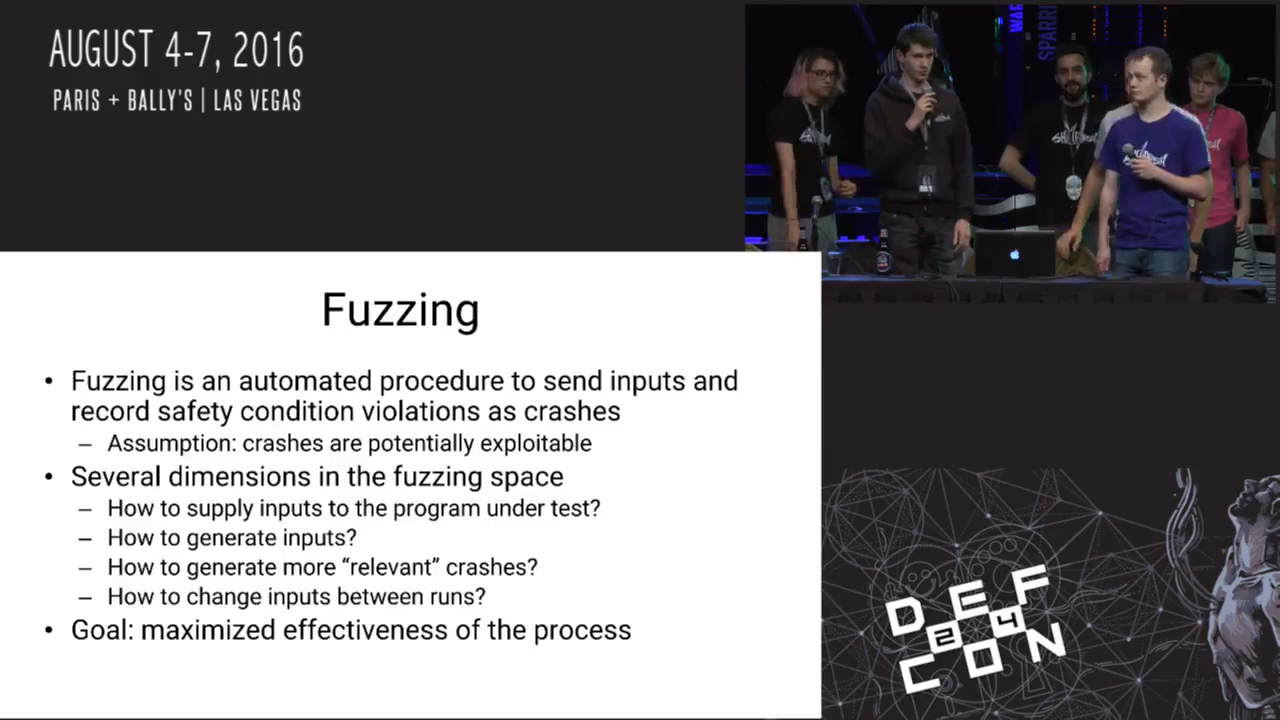 AUGUST 4-7, 2016
PARIS + BALLY'S | LAS VEGAS
WAR
SPARRI
Fuzzing
• Fuzzing is an automated procedure to send inputs and
record safety condition violations as crashes
– Assumption: crashes are potentially exploitable
• Several dimensions in the fuzzing space
– How to supply inputs to the program under test?
– How to generate inputs?
– How to generate more “relevant” crashes?
– How to change inputs between runs?
• Goal: maximized effectiveness of the process
DEF
24
CON